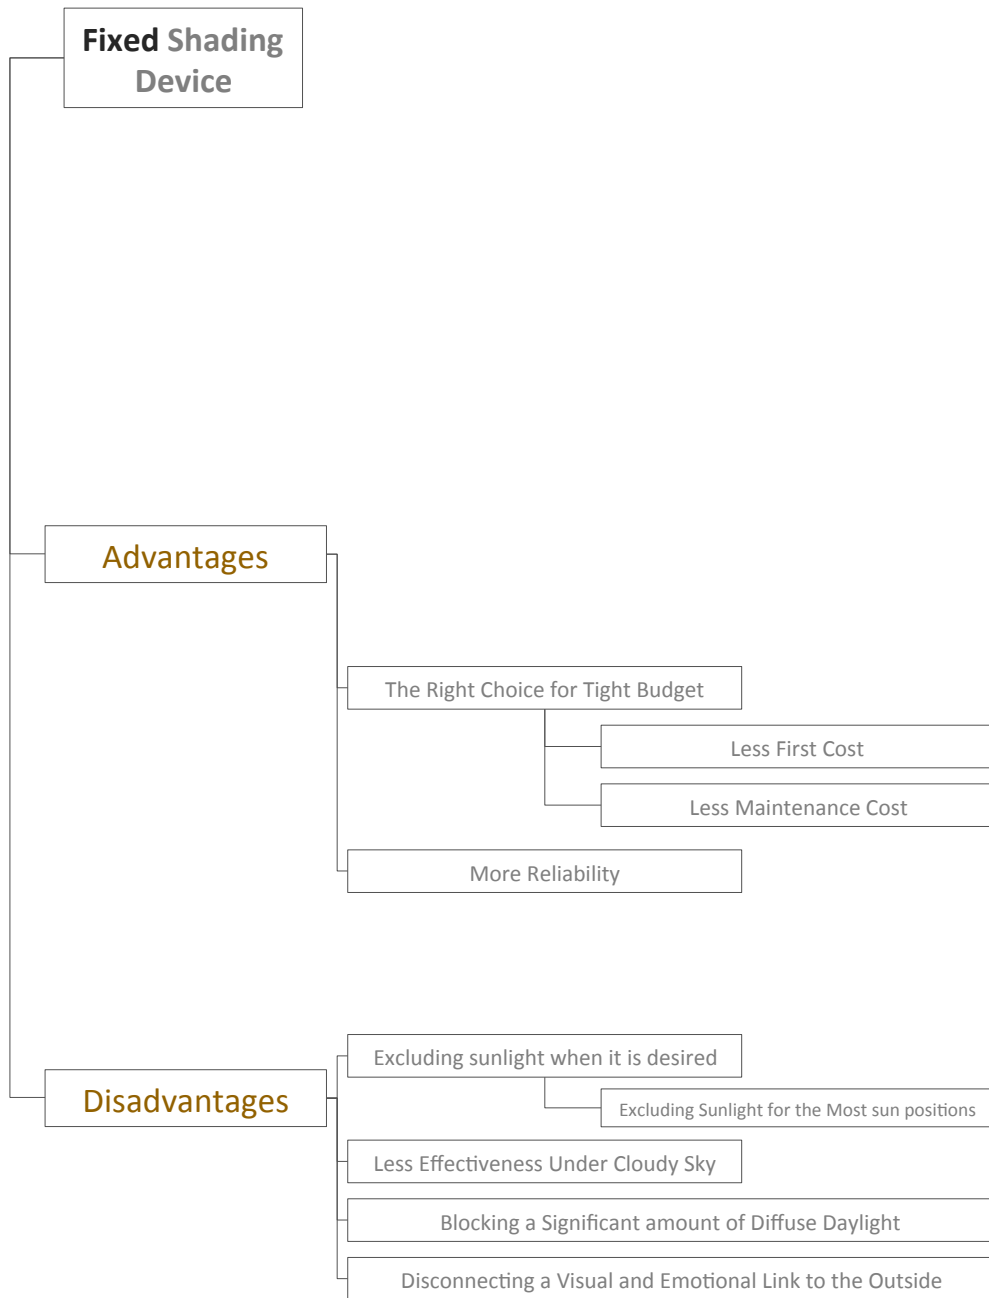 Fixed Shading
Device
Advantages
The Right Choice for Tight Budget
Less First Cost
Less Maintenance Cost
More Reliability
Disadvantages
Excluding sunlight when it is desired
Excluding Sunlight for the Most sun positions
Less Effectiveness Under Cloudy Sky
Blocking a Significant amount of Diffuse Daylight
Disconnecting a Visual and Emotional Link to the Outside